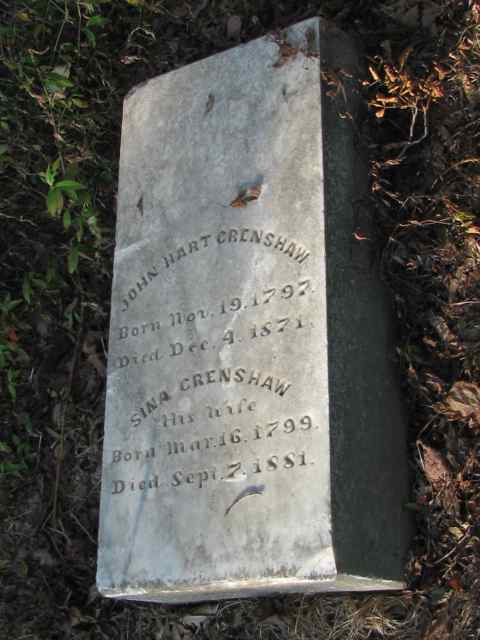 JOHN HART CRENSHAW
Born Nov. 19. 1797.
Died Dec. 4. 1871.
SINA CRENSHAW
His Wife
Born Mar. 16. 1799.
Died Sept. 7. 1881.